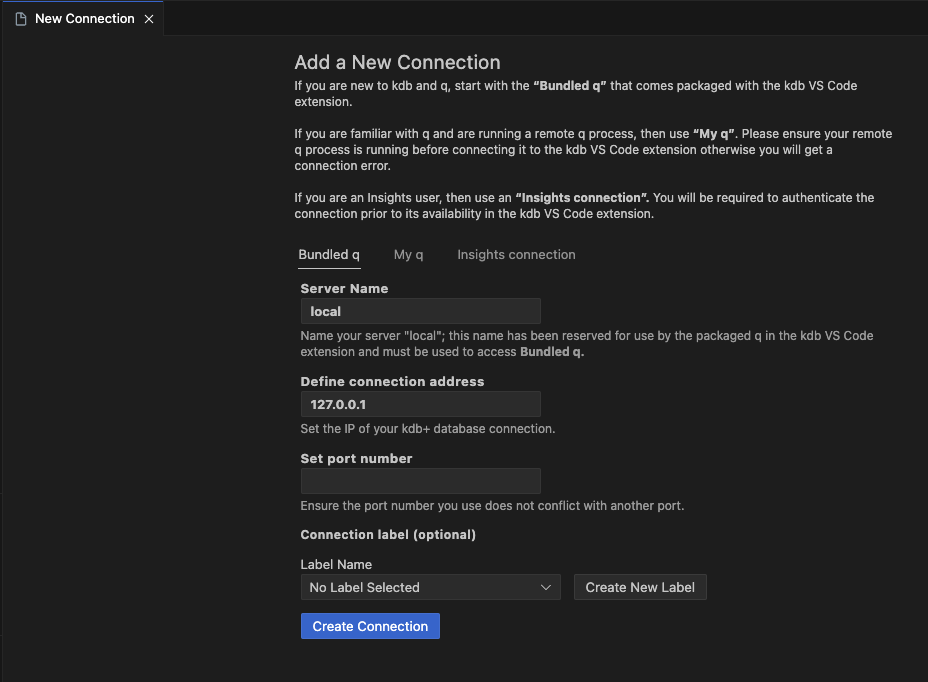 New Connection
Add a New Connection
If you are new to kdb and q, start with the “Bundled q” that comes packaged with the kdb VS Code
extension.
If you are familiar with q and are running a remote q process, then use “My q”. Please ensure your remote
q process is running before connecting it to the kdb VS Code extension otherwise you will get a
connection error.
If you are an Insights user, then use an “Insights connection”. You will be required to authenticate the
connection prior to its availability in the kdb VS Code extension.
Bundled q My q Insights connection
Server Name
local
Name your server "local"; this name has been reserved for use by the packaged q in the kdb VS Code
extension and must be used to access Bundled q.
Define connection address
127.0.0.1
Set the IP of your kdb+ database connection.
Set port number
Ensure the port number you use does not conflict with another port.
Connection label (optional)
Label Name
No Label Selected Create New Label
Create Connection